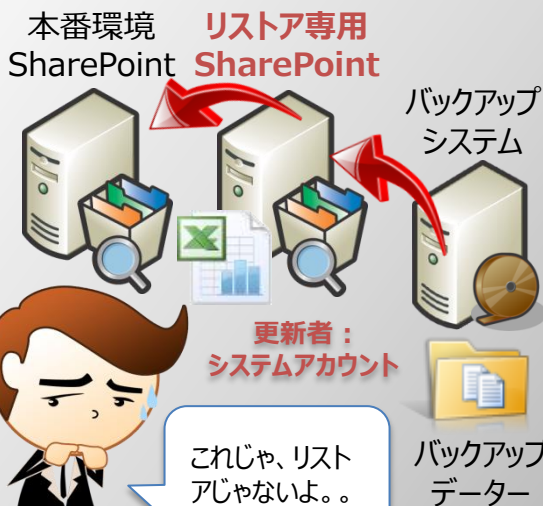 本番環境
SharePoint
リストア専用
SharePoint
バックアップ
システム
更新者：
システムアカウント
これじゃ、リスト
アじゃないよ。。
バックアップ
データー